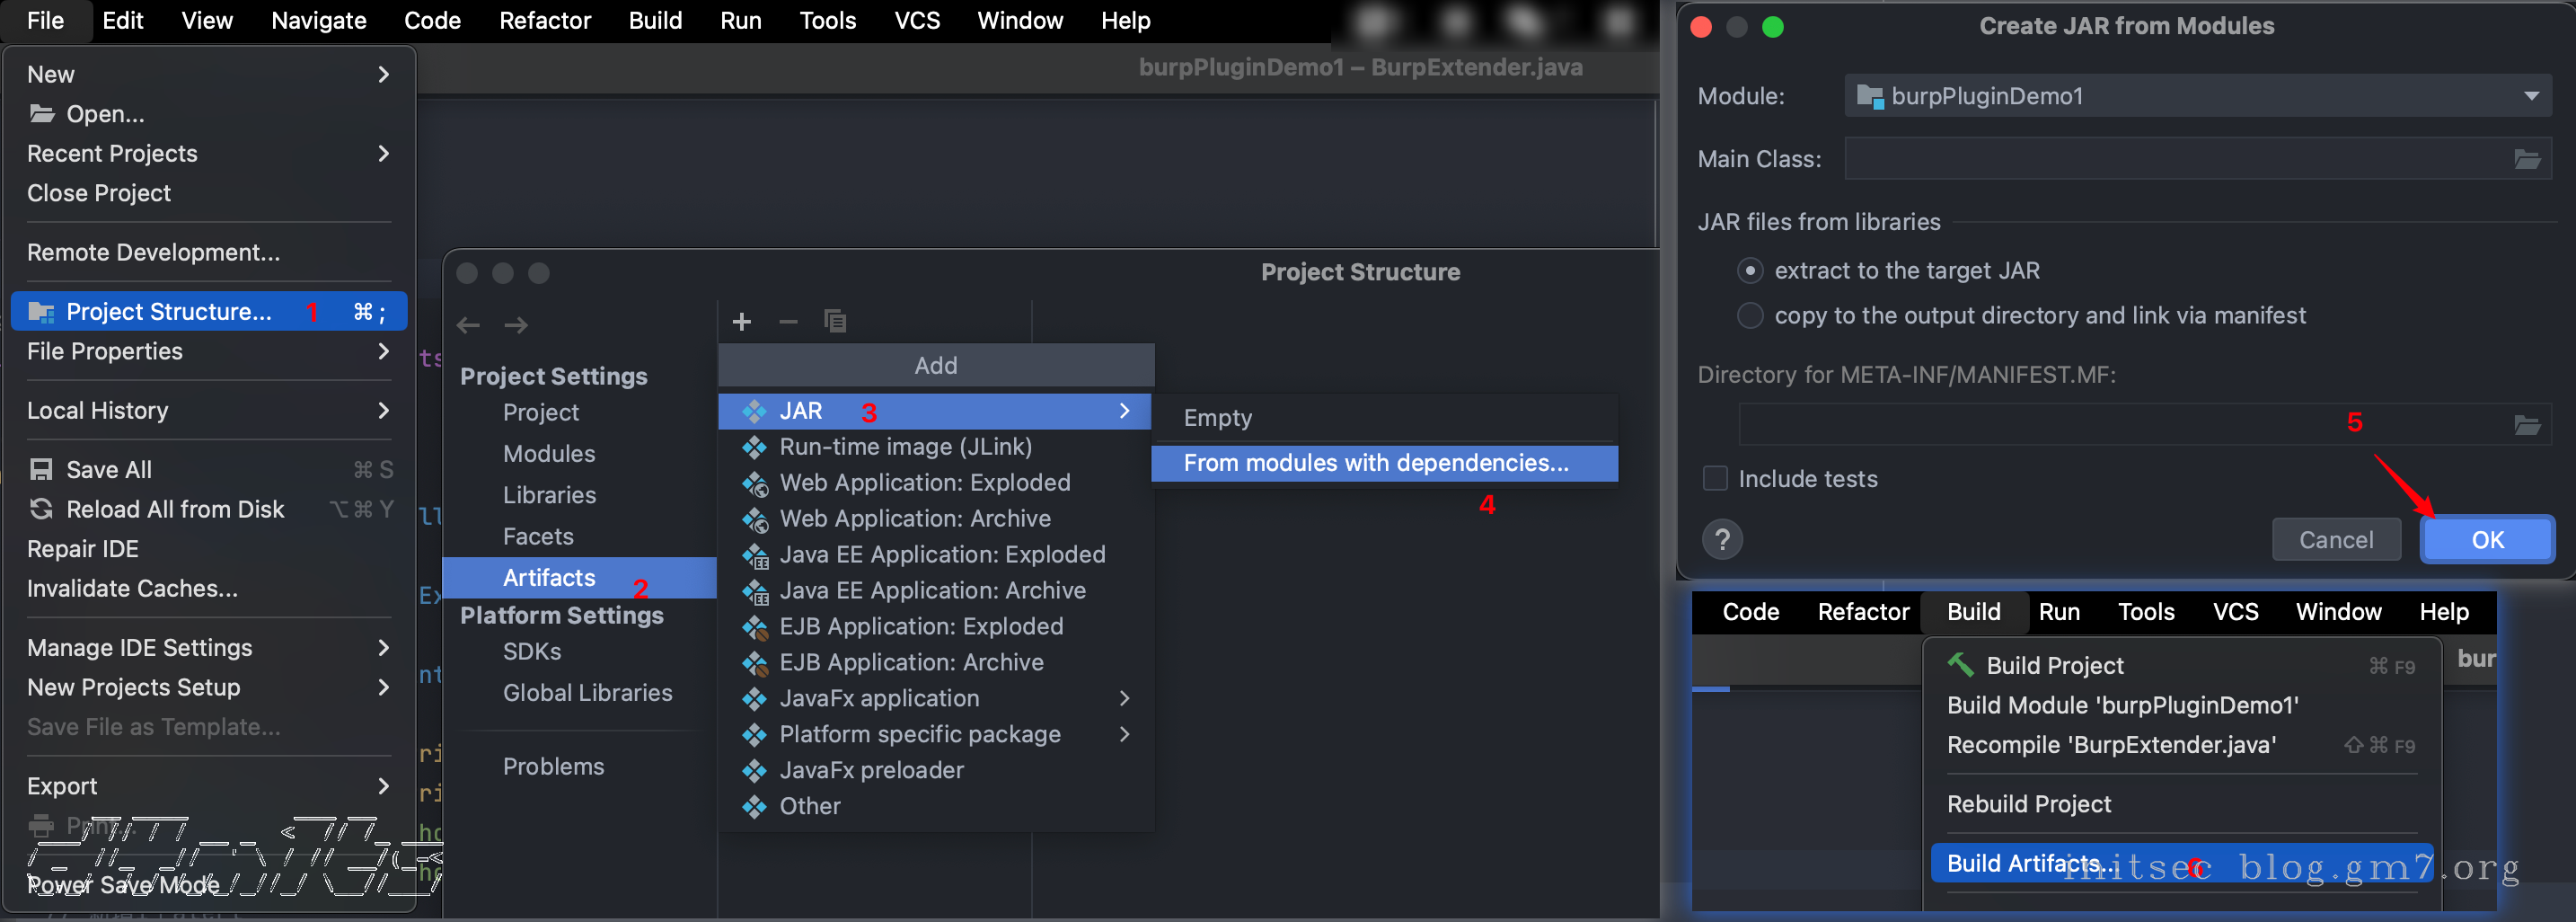 File Edit View Navigate Code Refactor Build Run Tools VCS Window Help
burpPluginDemo1 – BurpExtender.java
New
Open...
Recent Projects
Close Project
Remote Development...
Project Structure... 1 ⌘ ;
File Properties
Local History
Save All ⌘ S
Reload All from Disk ⌥ ⌘ Y
Repair IDE
Invalidate Caches...
Manage IDE Settings
New Projects Setup
Save File as Template...
Export
Print...
Power Save Mode
Project Structure
Project Settings
Project
Modules
Libraries
Facets
Artifacts 2
Platform Settings
SDKs
Global Libraries
Problems
Add
JAR 3
Run-time image (JLink)
Web Application: Exploded
Web Application: Archive
Java EE Application: Exploded
Java EE Application: Archive
EJB Application: Exploded
EJB Application: Archive
JavaFx application
Platform specific package
JavaFx preloader
Other
Empty
From modules with dependencies...
4
Create JAR from Modules
Module: burpPluginDemo1
Main Class:
JAR files from libraries
extract to the target JAR
copy to the output directory and link via manifest
Directory for META-INF/MANIFEST.MF:
5
Include tests
? Cancel OK
Code Refactor Build Run Tools VCS Window Help
bur
Build Project ⌘ F9
Build Module 'burpPluginDemo1'
Recompile 'BurpExtender.java' ⇧ ⌘ F9
Rebuild Project
Build Artifacts... 6
initsec blog.gm7.org